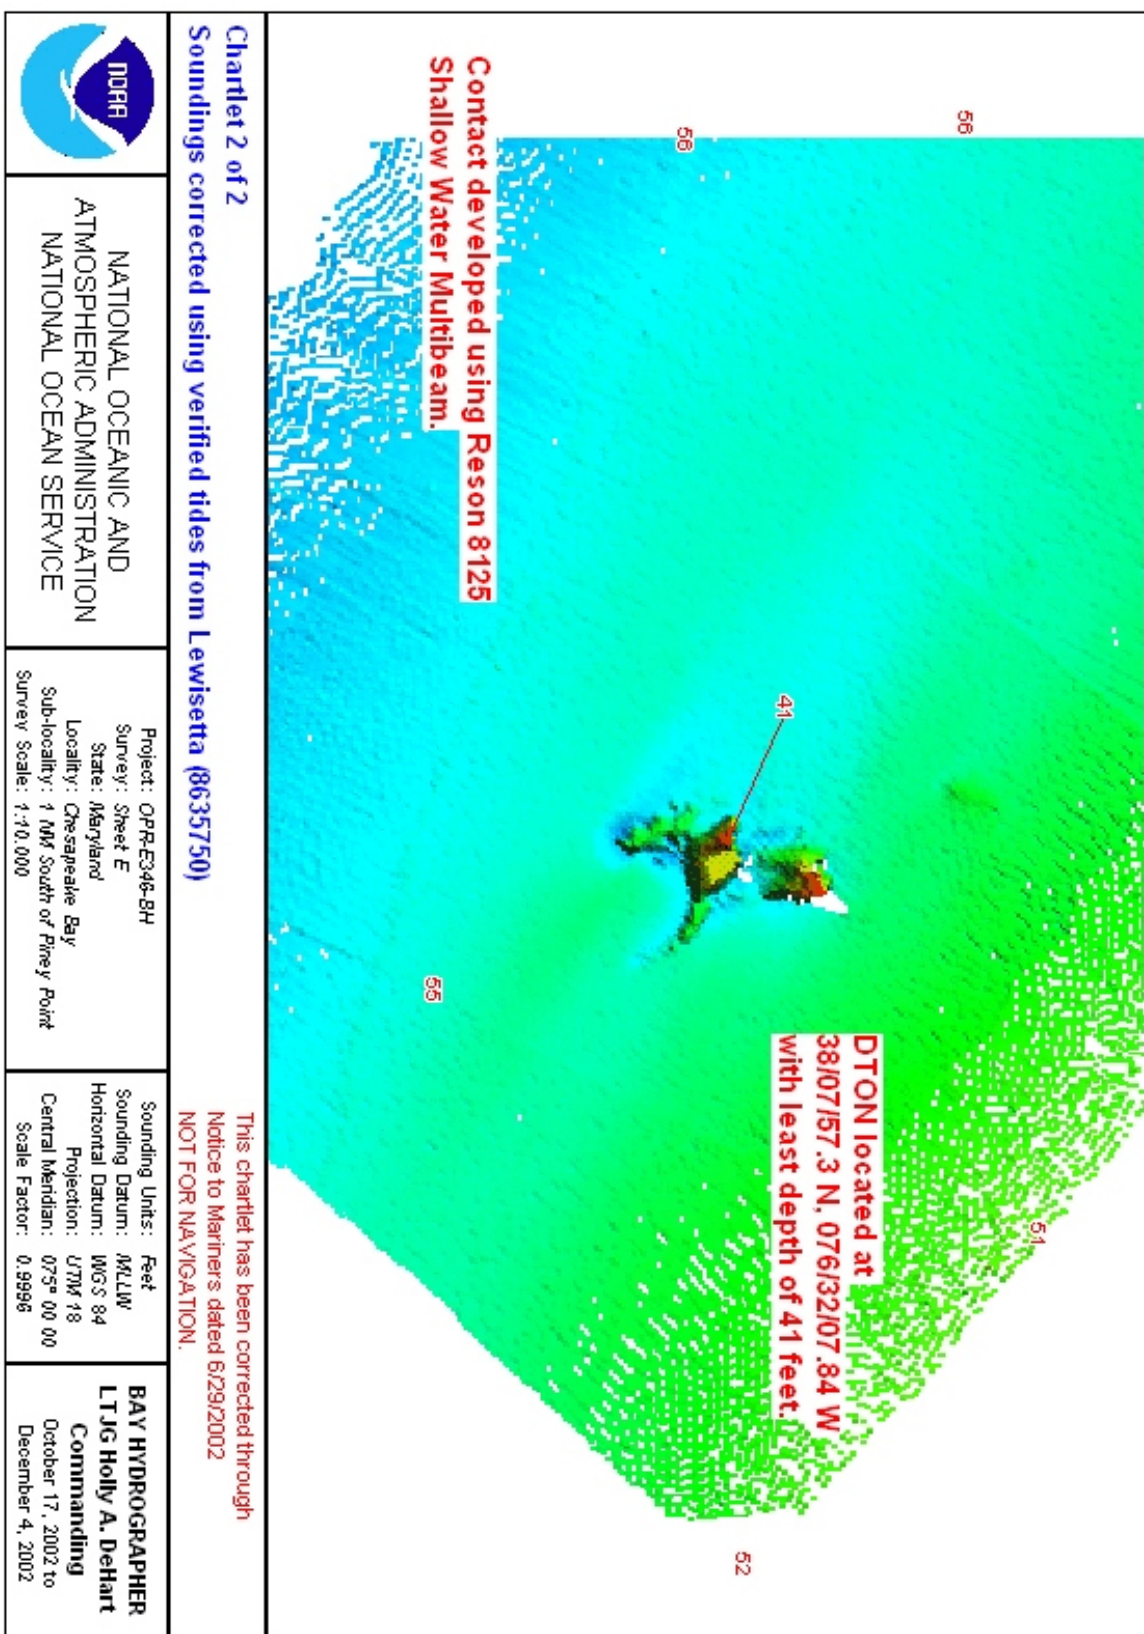 56
56
Contact developed using Reson 8125
Shallow Water Multibeam.
41
55
DTON located at
38/07/57.3 N, 076/32/07.84 W
with least depth of 41 feet.
51
52
Chartlet 2 of 2
Soundings corrected using verified tides from Lewisetta (8635750)
This chartlet has been corrected through
Notice to Mariners dated 6/29/2002
NOT FOR NAVIGATION.
NOAA
NATIONAL OCEANIC AND
ATMOSPHERIC ADMINISTRATION
NATIONAL OCEAN SERVICE
Project: OPR-E346-BH
Survey: Sheet E
State: Maryland
Locality: Chesapeake Bay
Sub-locality: 1 NM South of Piney Point
Survey Scale: 1:10,000
Sounding Units: Feet
Sounding Datum: MLLW
Horizontal Datum: WGS 84
Projection: UTM 18
Central Meridian: 075° 00 00
Scale Factor: 0.9996
BAY HYDROGRAPHER
LTJG Holly A. DeHart
Commanding
October 17, 2002 to
December 4, 2002